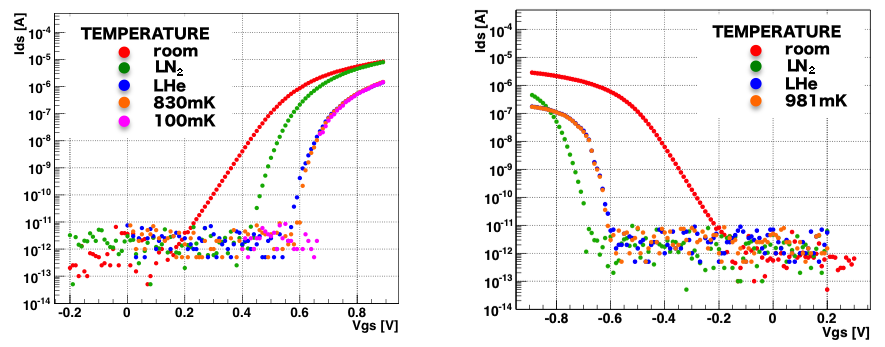 Ids [A]
TEMPERATURE
room
LN₂
LHe
830mK
100mK
10⁻⁴
10⁻⁵
10⁻⁶
10⁻⁷
10⁻⁸
10⁻⁹
10⁻¹⁰
10⁻¹¹
10⁻¹²
10⁻¹³
10⁻¹⁴
-0.2 0 0.2 0.4 0.6 0.8
Vgs [V]
Ids [A]
TEMPERATURE
room
LN₂
LHe
981mK
10⁻⁴
10⁻⁵
10⁻⁶
10⁻⁷
10⁻⁸
10⁻⁹
10⁻¹⁰
10⁻¹¹
10⁻¹²
10⁻¹³
10⁻¹⁴
-0.8 -0.6 -0.4 -0.2 0 0.2
Vgs [V]